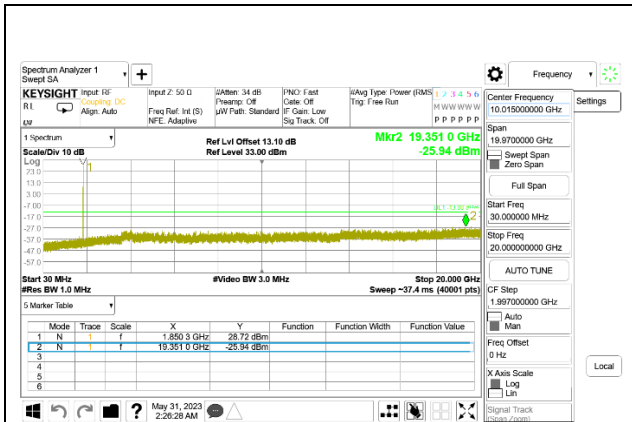 Spectrum Analyzer 1
Swept SA
Frequency
KEYSIGHT Input: RF Input Z: 50 Ω #Atten: 34 dB PNO: Fast #Avg Type: Power (RMS 1 2 3 4 5 6
RL Coupling: DC Preamp: Off Gate: Off Trig: Free Run M W W W W W
Align: Auto Freq Ref: Int (S) µW Path: Standard IF Gain: Low
NFE: Adaptive Sig Track: Off P P P P P P
Center Frequency
10.015000000 GHz
Settings
1 Spectrum
Scale/Div 10 dB
Ref Lvl Offset 13.10 dB
Ref Level 33.00 dBm
Mkr2 19.351 0 GHz
-25.94 dBm
Span
19.9700000 GHz
Swept Span
Zero Span
Full Span
Start Freq
30.000000 MHz
Stop Freq
20.000000000 GHz
AUTO TUNE
CF Step
1.997000000 GHz
Auto
Man
Freq Offset
0 Hz
X Axis Scale
Log
Lin
Signal Track
(Span Zoom)
Local
Log
23.0
13.0
3.00
-7.00
-17.0
-27.0
-37.0
-47.0
-57.0
1
2
DL1 -13.00 dBm
Start 30 MHz #Video BW 3.0 MHz Stop 20.000 GHz
#Res BW 1.0 MHz Sweep ~37.4 ms (40001 pts)
5 Marker Table
Mode Trace Scale X Y Function Function Width Function Value
1 N 1 f 1.850 3 GHz 28.72 dBm
2 N 1 f 19.351 0 GHz -25.94 dBm
3
4
5
6
May 31, 2023
2:26:28 AM